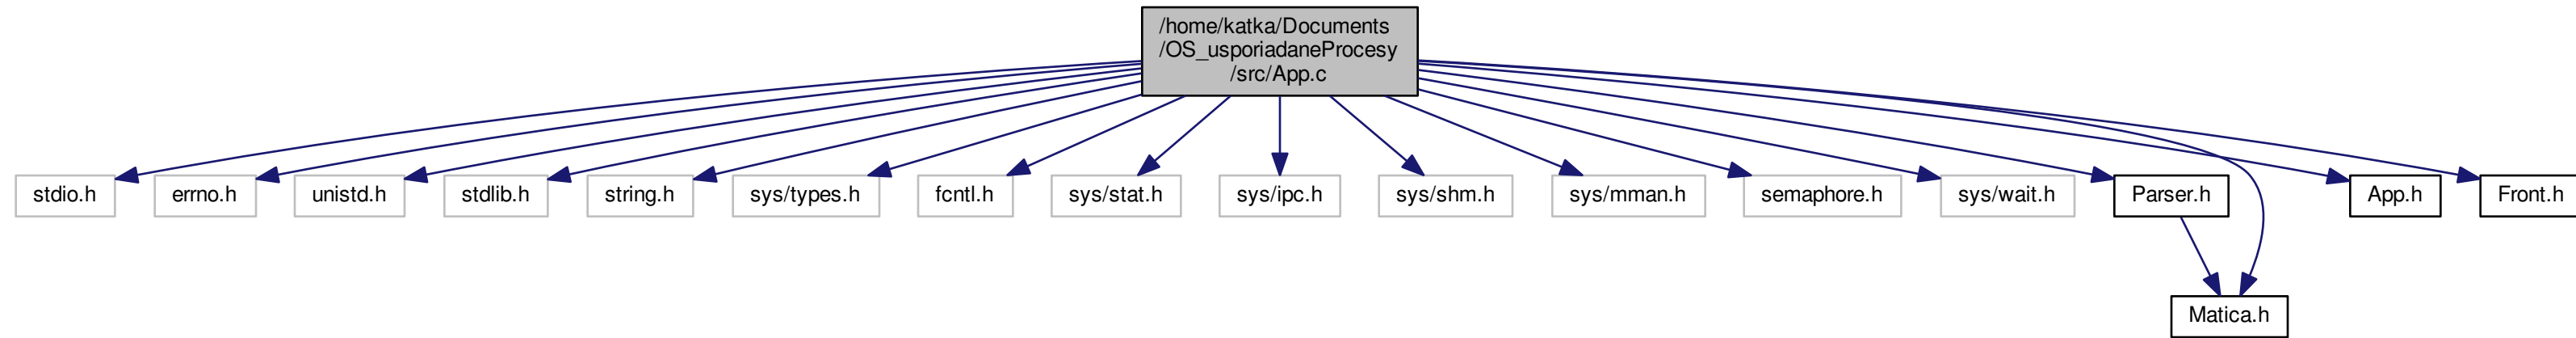 /home/katka/Documents
/OS_usporiadaneProcesy
/src/App.c
stdio.h
errno.h
unistd.h
stdlib.h
string.h
sys/types.h
fcntl.h
sys/stat.h
sys/ipc.h
sys/shm.h
sys/mman.h
semaphore.h
sys/wait.h
Parser.h
App.h
Front.h
Matica.h